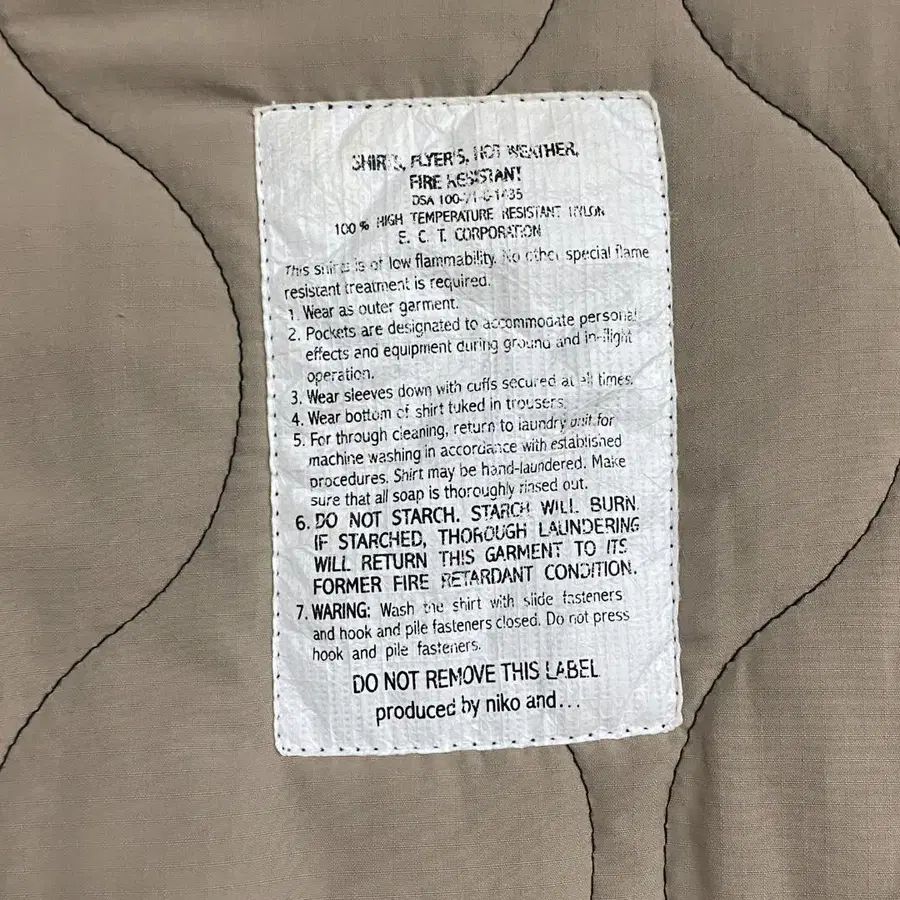 SHIRTS, FLYER'S, HOT WEATHER,
FIRE RESISTANT
DSA 100-71-C-1435
100% HIGH TEMPERATURE RESISTANT NYLON
E. C. T. CORPORATION
This shirt is of low flammability. No other special flame
resistant treatment is required.
1. Wear as outer garment.
2. Pockets are designated to accommodate personal
effects and equipment during ground and in-flight
operation.
3. Wear sleeves down with cuffs secured at all times.
4. Wear bottom of shirt tuked in trousers.
5. For through cleaning, return to laundry unit for
machine washing in accordance with established
procedures. Shirt may be hand-laundered. Make
sure that all soap is thoroughly rinsed out.
6. DO NOT STARCH. STARCH WILL BURN.
IF STARCHED, THOROUGH LAUNDERING
WILL RETURN THIS GARMENT TO ITS
FORMER FIRE RETARDANT CONDITION.
7. WARING: Wash the shirt with slide fasteners
and hook and pile fasteners closed. Do not press
hook and pile fasteners.
DO NOT REMOVE THIS LABEL
produced by niko and...